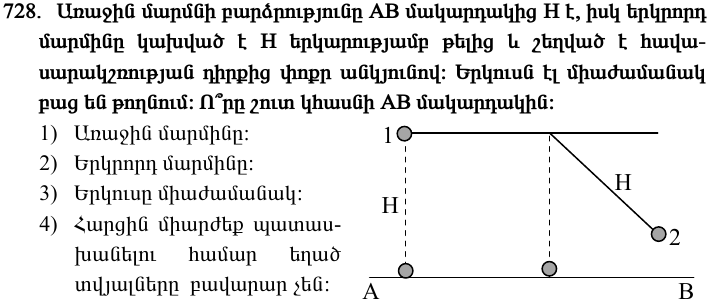 728. Առաջին մարմնի բարձրությունը AB մակարդակից H է, իսկ երկրորդ
մարմինը կախված է H երկարությամբ թելից և շեղված է հավա-
սարակշռության դիրքից փոքր անկյունով: Երկուսն էլ միաժամանակ
բաց են թողնում: Ո՞րը շուտ կհասնի AB մակարդակին:
1) Առաջին մարմինը:
2) Երկրորդ մարմինը:
3) Երկուսը միաժամանակ:
4) Հարցին միարժեք պատաս-
խանելու համար եղած
տվյալները բավարար չեն:
1
H
H
2
A B